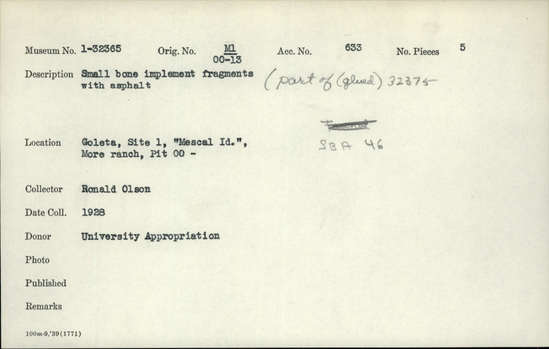 Museum No. 1-32365 Orig. No. M1 Acc. No. 633 No. Pieces 5
00-13
Description Small bone implement fragments (part of (glued) 32375
with asphalt
Location Goleta, Site 1, "Mescal Id.", SBA 46
More ranch, Pit 00 -
Collector Ronald Olson
Date Coll. 1928
Donor University Appropriation
Photo
Published
Remarks
100m-9,'39(1771)